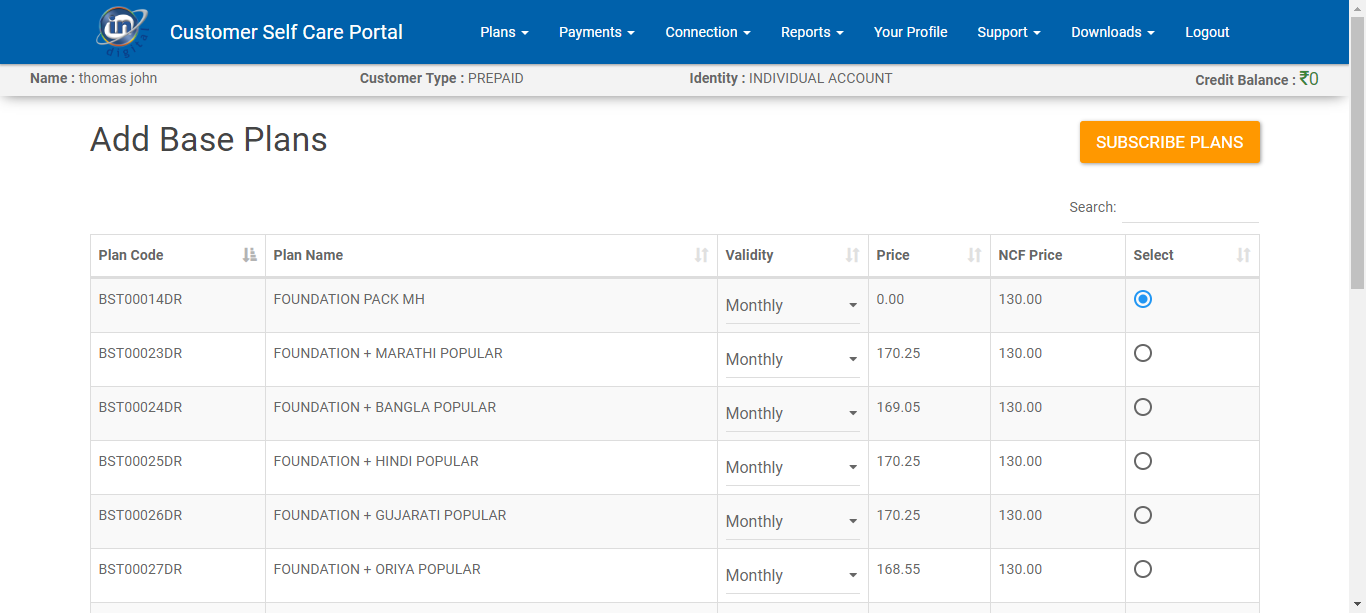 in
digital
Customer Self Care Portal
Plans
Payments
Connection
Reports
Your Profile
Support
Downloads
Logout
Name : thomas john
Customer Type : PREPAID
Identity : INDIVIDUAL ACCOUNT
Credit Balance : ₹0
Add Base Plans
SUBSCRIBE PLANS
Search:
Plan Code Plan Name Validity Price NCF Price Select
BST00014DR FOUNDATION PACK MH Monthly 0.00 130.00
BST00023DR FOUNDATION + MARATHI POPULAR Monthly 170.25 130.00
BST00024DR FOUNDATION + BANGLA POPULAR Monthly 169.05 130.00
BST00025DR FOUNDATION + HINDI POPULAR Monthly 170.25 130.00
BST00026DR FOUNDATION + GUJARATI POPULAR Monthly 170.25 130.00
BST00027DR FOUNDATION + ORIYA POPULAR Monthly 168.55 130.00